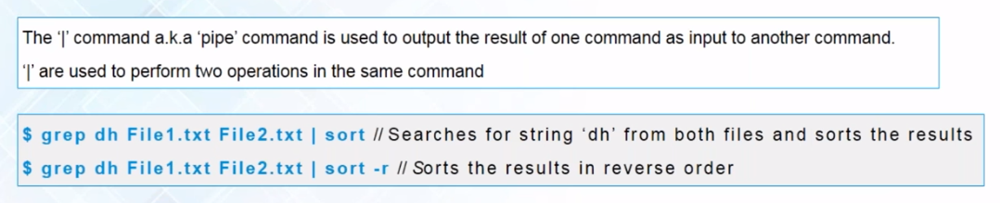 The '|' command a.k.a 'pipe' command is used to output the result of one command as input to another command.
'|' are used to perform two operations in the same command
$ grep dh File1.txt File2.txt | sort // Searches for string 'dh' from both files and sorts the results
$ grep dh File1.txt File2.txt | sort -r // Sorts the results in reverse order